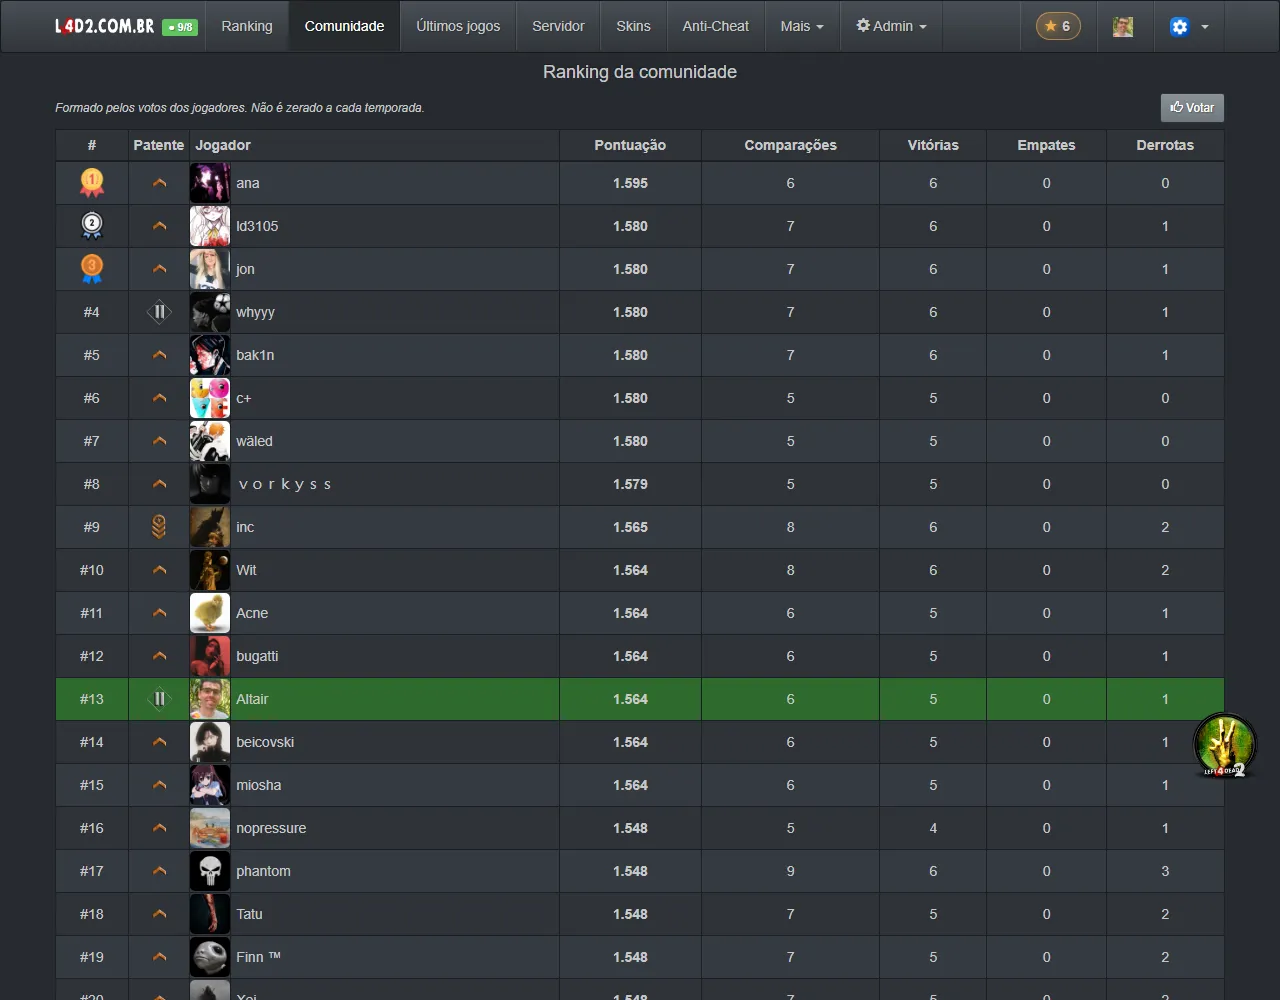 L4D2.COM.BR 9/8 Ranking Comunidade Últimos jogos Servidor Skins Anti-Cheat Mais Admin 6
Ranking da comunidade
Formado pelos votos dos jogadores. Não é zerado a cada temporada. Votar
# Patente Jogador Pontuação Comparações Vitórias Empates Derrotas
1 ana 1.595 6 6 0 0
2 ld3105 1.580 7 6 0 1
3 jon 1.580 7 6 0 1
#4 whyyy 1.580 7 6 0 1
#5 bak1n 1.580 7 6 0 1
#6 c+ 1.580 5 5 0 0
#7 wäled 1.580 5 5 0 0
#8 ｖｏｒｋｙｓｓ 1.579 5 5 0 0
#9 inc 1.565 8 6 0 2
#10 Wit 1.564 8 6 0 2
#11 Acne 1.564 6 5 0 1
#12 bugatti 1.564 6 5 0 1
#13 Altair 1.564 6 5 0 1
#14 beicovski 1.564 6 5 0 1
LEFT4DEAD2
#15 miosha 1.564 6 5 0 1
#16 nopressure 1.548 5 4 0 1
#17 phantom 1.548 9 6 0 3
#18 Tatu 1.548 7 5 0 2
#19 Finn ™ 1.548 7 5 0 2
#20 1.548 7 5 0 2